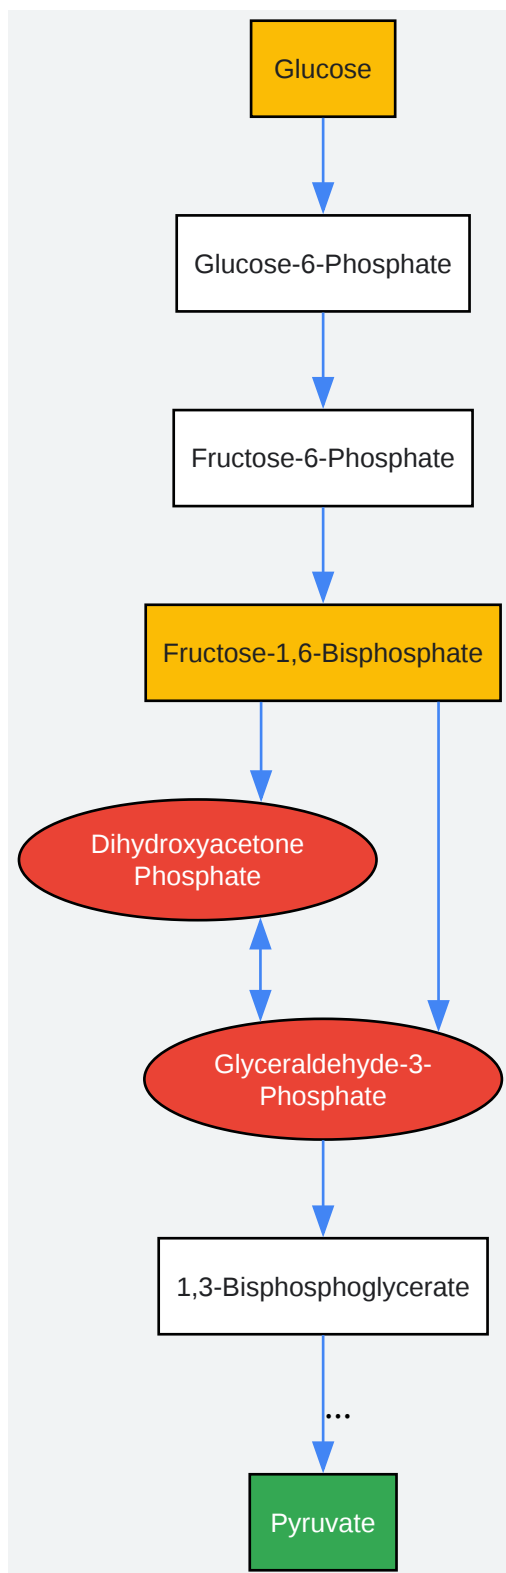 Glucose
Glucose-6-Phosphate
Fructose-6-Phosphate
Fructose-1,6-Bisphosphate
Dihydroxyacetone
Phosphate
Glyceraldehyde-3-
Phosphate
1,3-Bisphosphoglycerate
...
Pyruvate